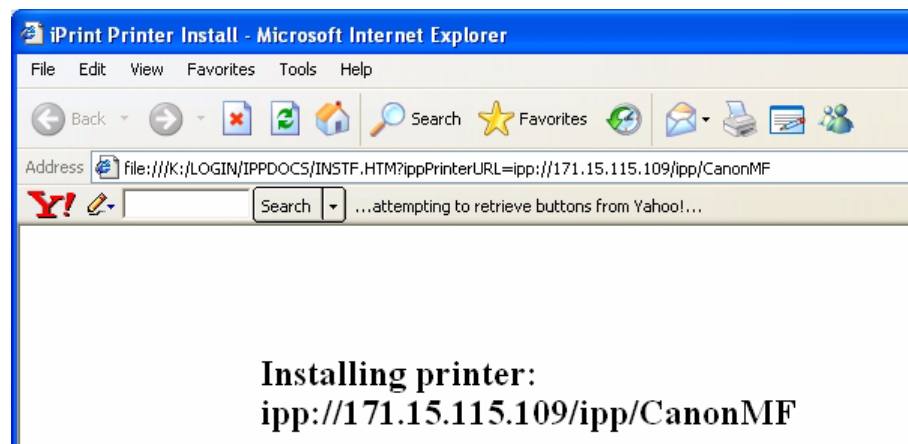 iPrint Printer Install - Microsoft Internet Explorer
File Edit View Favorites Tools Help
Back Search Favorites
Address file:///K:/LOGIN/IPPDOCS/INSTF.HTM?ippPrinterURL=ipp://171.15.115.109/ipp/CanonMF
Y! Search ...attempting to retrieve buttons from Yahoo!...
Installing printer:
ipp://171.15.115.109/ipp/CanonMF